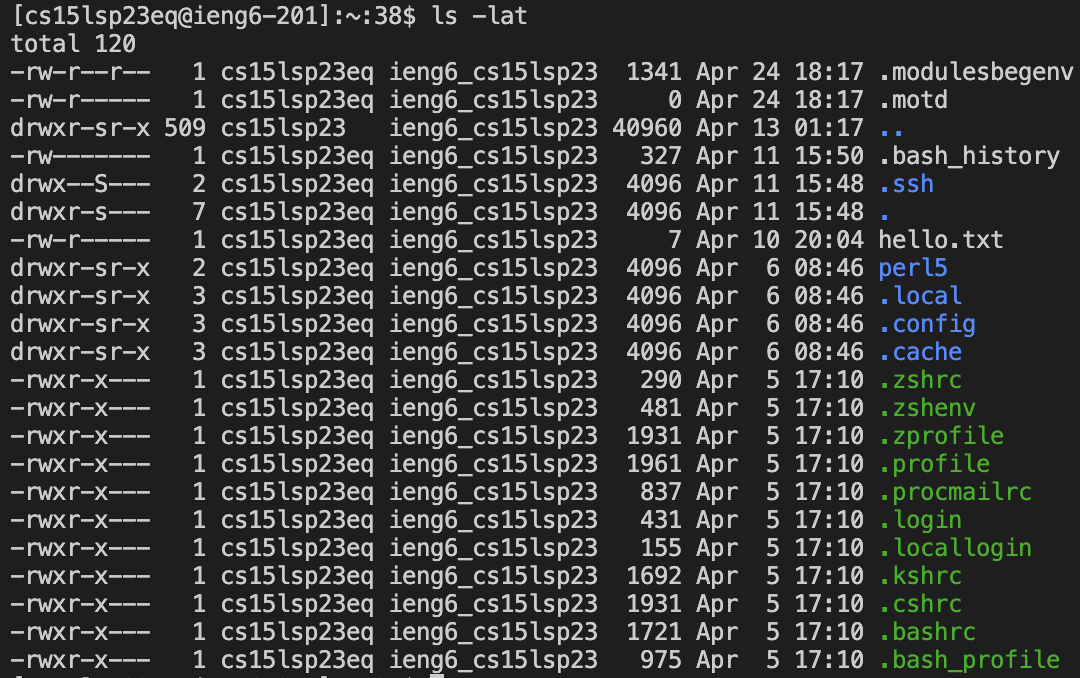 [cs15lsp23eq@ieng6-201]:~:38$ ls -lat
total 120
-rw-r--r--   1 cs15lsp23eq ieng6_cs15lsp23  1341 Apr 24 18:17 .modulesbegenv
-rw-r-----   1 cs15lsp23eq ieng6_cs15lsp23     0 Apr 24 18:17 .motd
drwxr-sr-x 509 cs15lsp23   ieng6_cs15lsp23 40960 Apr 13 01:17 ..
-rw-------   1 cs15lsp23eq ieng6_cs15lsp23   327 Apr 11 15:50 .bash_history
drwx--S---   2 cs15lsp23eq ieng6_cs15lsp23  4096 Apr 11 15:48 .ssh
drwxr-s---   7 cs15lsp23eq ieng6_cs15lsp23  4096 Apr 11 15:48 .
-rw-r-----   1 cs15lsp23eq ieng6_cs15lsp23     7 Apr 10 20:04 hello.txt
drwxr-sr-x   2 cs15lsp23eq ieng6_cs15lsp23  4096 Apr  6 08:46 perl5
drwxr-sr-x   3 cs15lsp23eq ieng6_cs15lsp23  4096 Apr  6 08:46 .local
drwxr-sr-x   3 cs15lsp23eq ieng6_cs15lsp23  4096 Apr  6 08:46 .config
drwxr-sr-x   3 cs15lsp23eq ieng6_cs15lsp23  4096 Apr  6 08:46 .cache
-rwxr-x---   1 cs15lsp23eq ieng6_cs15lsp23   290 Apr  5 17:10 .zshrc
-rwxr-x---   1 cs15lsp23eq ieng6_cs15lsp23   481 Apr  5 17:10 .zshenv
-rwxr-x---   1 cs15lsp23eq ieng6_cs15lsp23  1931 Apr  5 17:10 .zprofile
-rwxr-x---   1 cs15lsp23eq ieng6_cs15lsp23  1961 Apr  5 17:10 .profile
-rwxr-x---   1 cs15lsp23eq ieng6_cs15lsp23   837 Apr  5 17:10 .procmailrc
-rwxr-x---   1 cs15lsp23eq ieng6_cs15lsp23   431 Apr  5 17:10 .login
-rwxr-x---   1 cs15lsp23eq ieng6_cs15lsp23   155 Apr  5 17:10 .locallogin
-rwxr-x---   1 cs15lsp23eq ieng6_cs15lsp23  1692 Apr  5 17:10 .kshrc
-rwxr-x---   1 cs15lsp23eq ieng6_cs15lsp23  1931 Apr  5 17:10 .cshrc
-rwxr-x---   1 cs15lsp23eq ieng6_cs15lsp23  1721 Apr  5 17:10 .bashrc
-rwxr-x---   1 cs15lsp23eq ieng6_cs15lsp23   975 Apr  5 17:10 .bash_profile